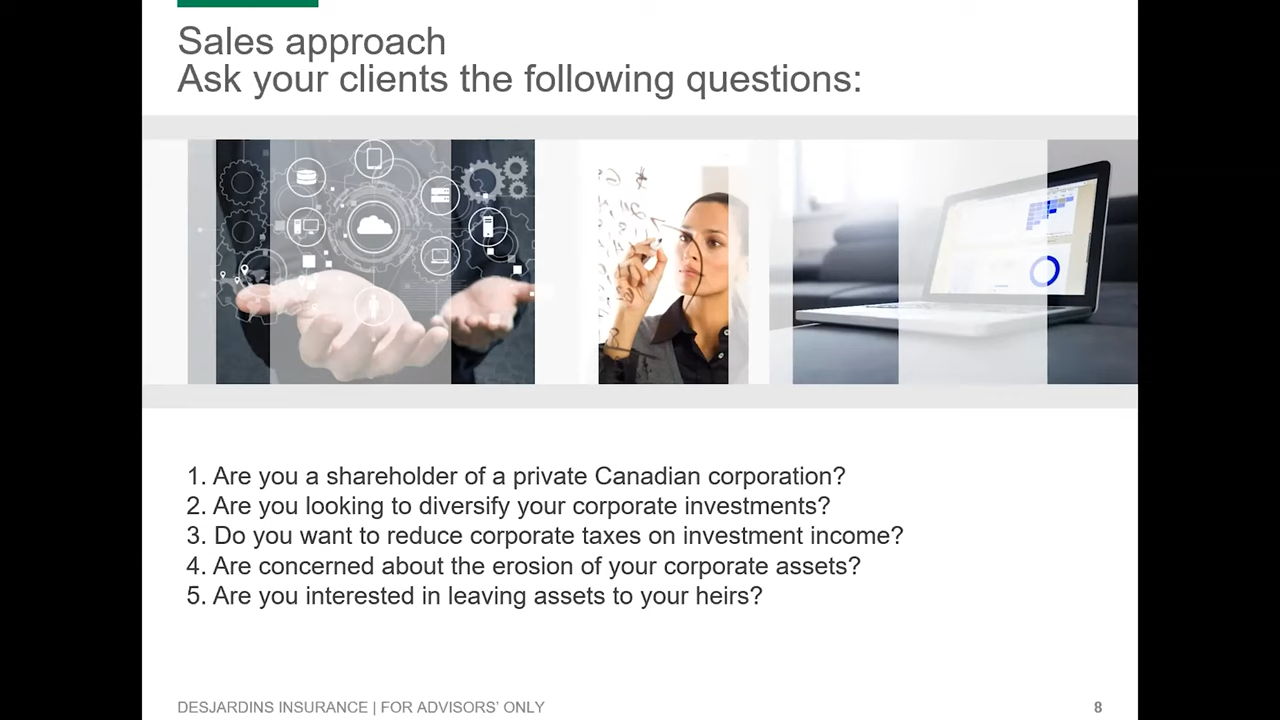 Sales approach
Ask your clients the following questions:
1. Are you a shareholder of a private Canadian corporation?
2. Are you looking to diversify your corporate investments?
3. Do you want to reduce corporate taxes on investment income?
4. Are concerned about the erosion of your corporate assets?
5. Are you interested in leaving assets to your heirs?
DESJARDINS INSURANCE | FOR ADVISORS’ ONLY
8